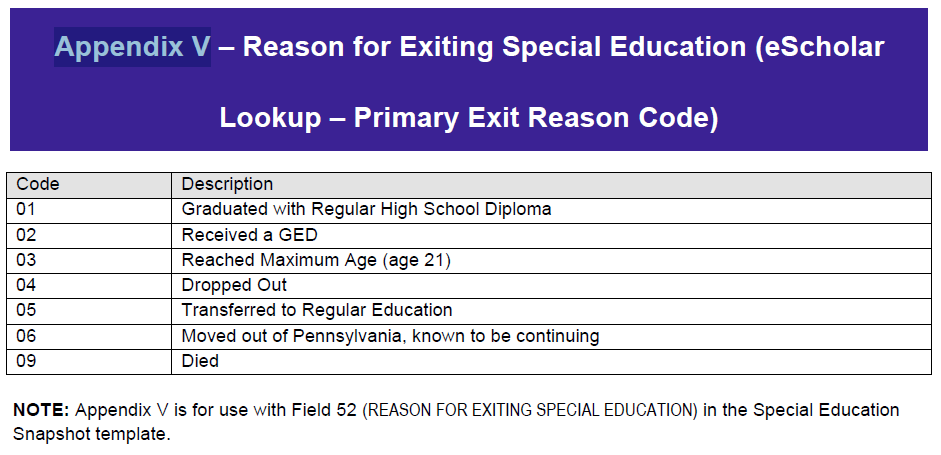 Appendix V – Reason for Exiting Special Education (eScholar
Lookup – Primary Exit Reason Code)
Code Description
01 Graduated with Regular High School Diploma
02 Received a GED
03 Reached Maximum Age (age 21)
04 Dropped Out
05 Transferred to Regular Education
06 Moved out of Pennsylvania, known to be continuing
09 Died
NOTE: Appendix V is for use with Field 52 (REASON FOR EXITING SPECIAL EDUCATION) in the Special Education
Snapshot template.